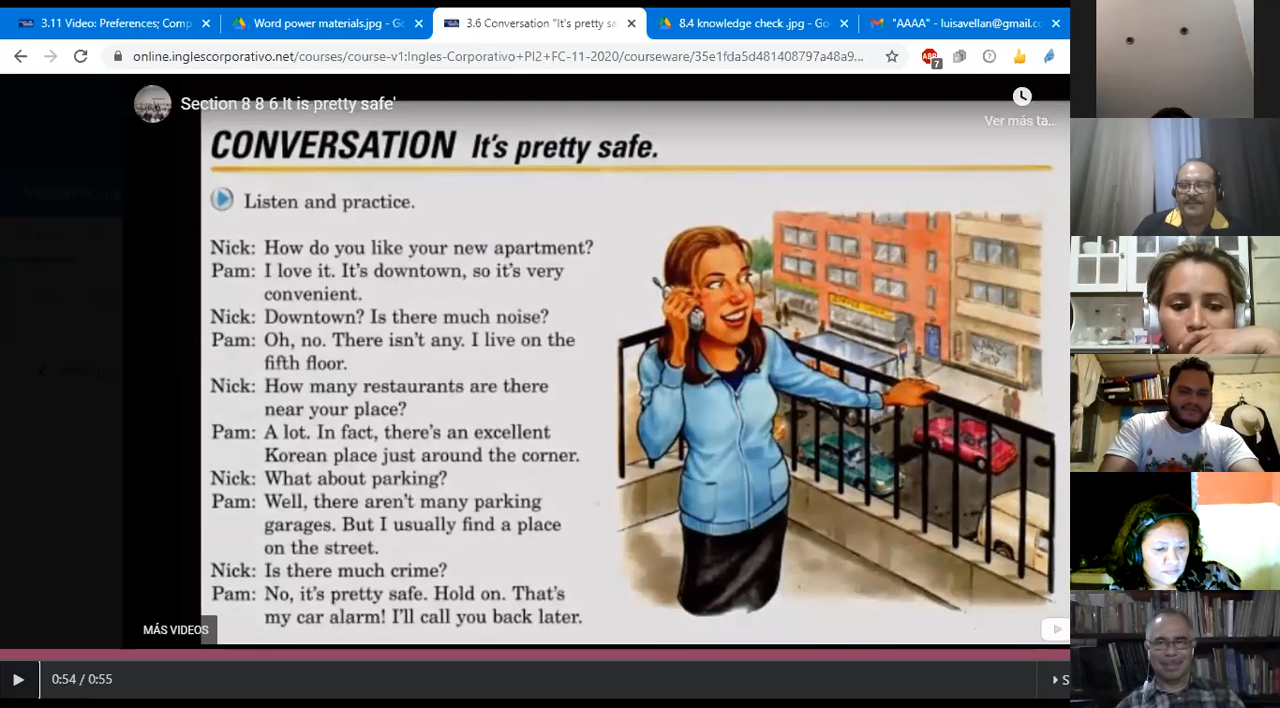 3.11 Video: Preferences; Comp
Word power materials.jpg - Go
3.6 Conversation "It's pretty sa
8.4 knowledge check .jpg - Goo
"AAAA" - luisavellan@gmail.co
online.inglescorporativo.net/courses/course-v1:Ingles-Corporativo+PI2+FC-11-2020/courseware/35e1fda5d481408797a48a9...
ABP
7
Section 8 8 6 It is pretty safe'
Ver más ta...
CONVERSATION It's pretty safe.
Listen and practice.
Nick: How do you like your new apartment?
Pam: I love it. It's downtown, so it's very
convenient.
Nick: Downtown? Is there much noise?
Pam: Oh, no. There isn't any. I live on the
fifth floor.
Nick: How many restaurants are there
near your place?
Pam: A lot. In fact, there's an excellent
Korean place just around the corner.
Nick: What about parking?
Pam: Well, there aren't many parking
garages. But I usually find a place
on the street.
Nick: Is there much crime?
Pam: No, it's pretty safe. Hold on. That's
my car alarm! I'll call you back later.
MÁS VIDEOS
0:54 / 0:55
S